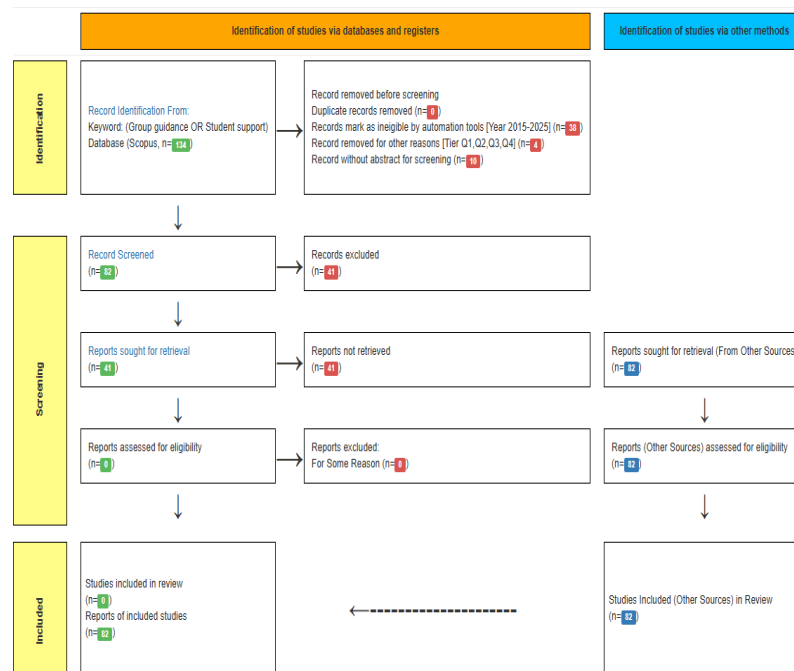 Identification of studies via databases and registers
Identification of studies via other methods
Identification
Record Identification From:
Keyword: (Group guidance OR Student support)
Database (Scopus, n=134)
Record removed before screening
Duplicate records removed (n=0)
Records mark as ineigible by automation tools [Year 2015-2025] (n=38)
Record removed for other reasons [Tier Q1,Q2,Q3,Q4] (n=4)
Record without abstract for screening (n=10)
Screening
Record Screened
(n=82)
Records excluded
(n=41)
Reports sought for retrieval
(n=41)
Reports not retrieved
(n=41)
Reports sought for retrieval (From Other Sources
(n=82)
Reports assessed for eligibility
(n=0)
Reports excluded:
For Some Reason (n=0)
Reports (Other Sources) assessed for eligibility
(n=82)
Included
Studies included in review
(n=0)
Reports of included studies
(n=82)
Studies Included (Other Sources) in Review
(n=82)